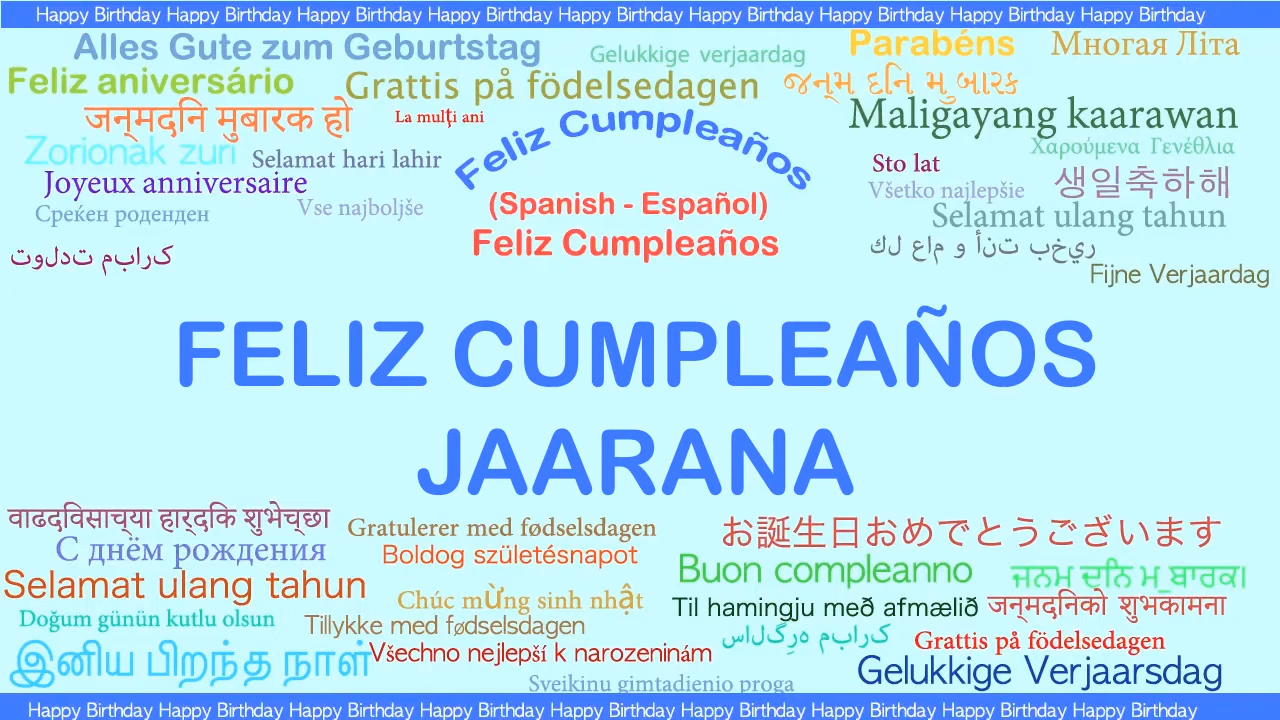 Happy Birthday Happy Birthday Happy Birthday Happy Birthday Happy Birthday Happy Birthday Happy Birthday Happy Birthday Happy Birthday
Alles Gute zum Geburtstag
Gelukkige verjaardag
Parabéns
Многая Літа
Feliz aniversário
Grattis på födelsedagen
જન્મ દિન મુબારક
जन्मदिन मुबारक हो
La mulţi ani
Feliz Cumpleaños
Maligayang kaarawan
Zorionak zuri
Selamat hari lahir
Χαρούμενα Γενέθλια
Sto lat
Joyeux anniversaire
(Spanish - Español)
Všetko najlepšie
생일축하해
Среќен роденден
Vse najboljše
Feliz Cumpleaños
Selamat ulang tahun
تولدت مبارک
كل عام و أنت بخير
Fijne Verjaardag
FELIZ CUMPLEAÑOS
JAARANA
वाढदिवसाच्या हार्दिक शुभेच्छा
Gratulerer med fødselsdagen
お誕生日おめでとうございます
С днём рождения
Boldog születésnapot
Buon compleanno
ਜਨਮ ਦਿਨ ਮੁਬਾਰਕ।
Selamat ulang tahun
Chúc mừng sinh nhật
Til hamingju með afmælið
जन्मदिनको शुभकामना
Doğum günün kutlu olsun
Tillykke med fødselsdagen
سالگرہ مبارک
Grattis på födelsedagen
இனிய பிறந்த நாள்
Všechno nejlepší k narozeninám
Gelukkige Verjaarsdag
Sveikinu gimtadienio proga
Happy Birthday Happy Birthday Happy Birthday Happy Birthday Happy Birthday Happy Birthday Happy Birthday Happy Birthday Happy Birthday